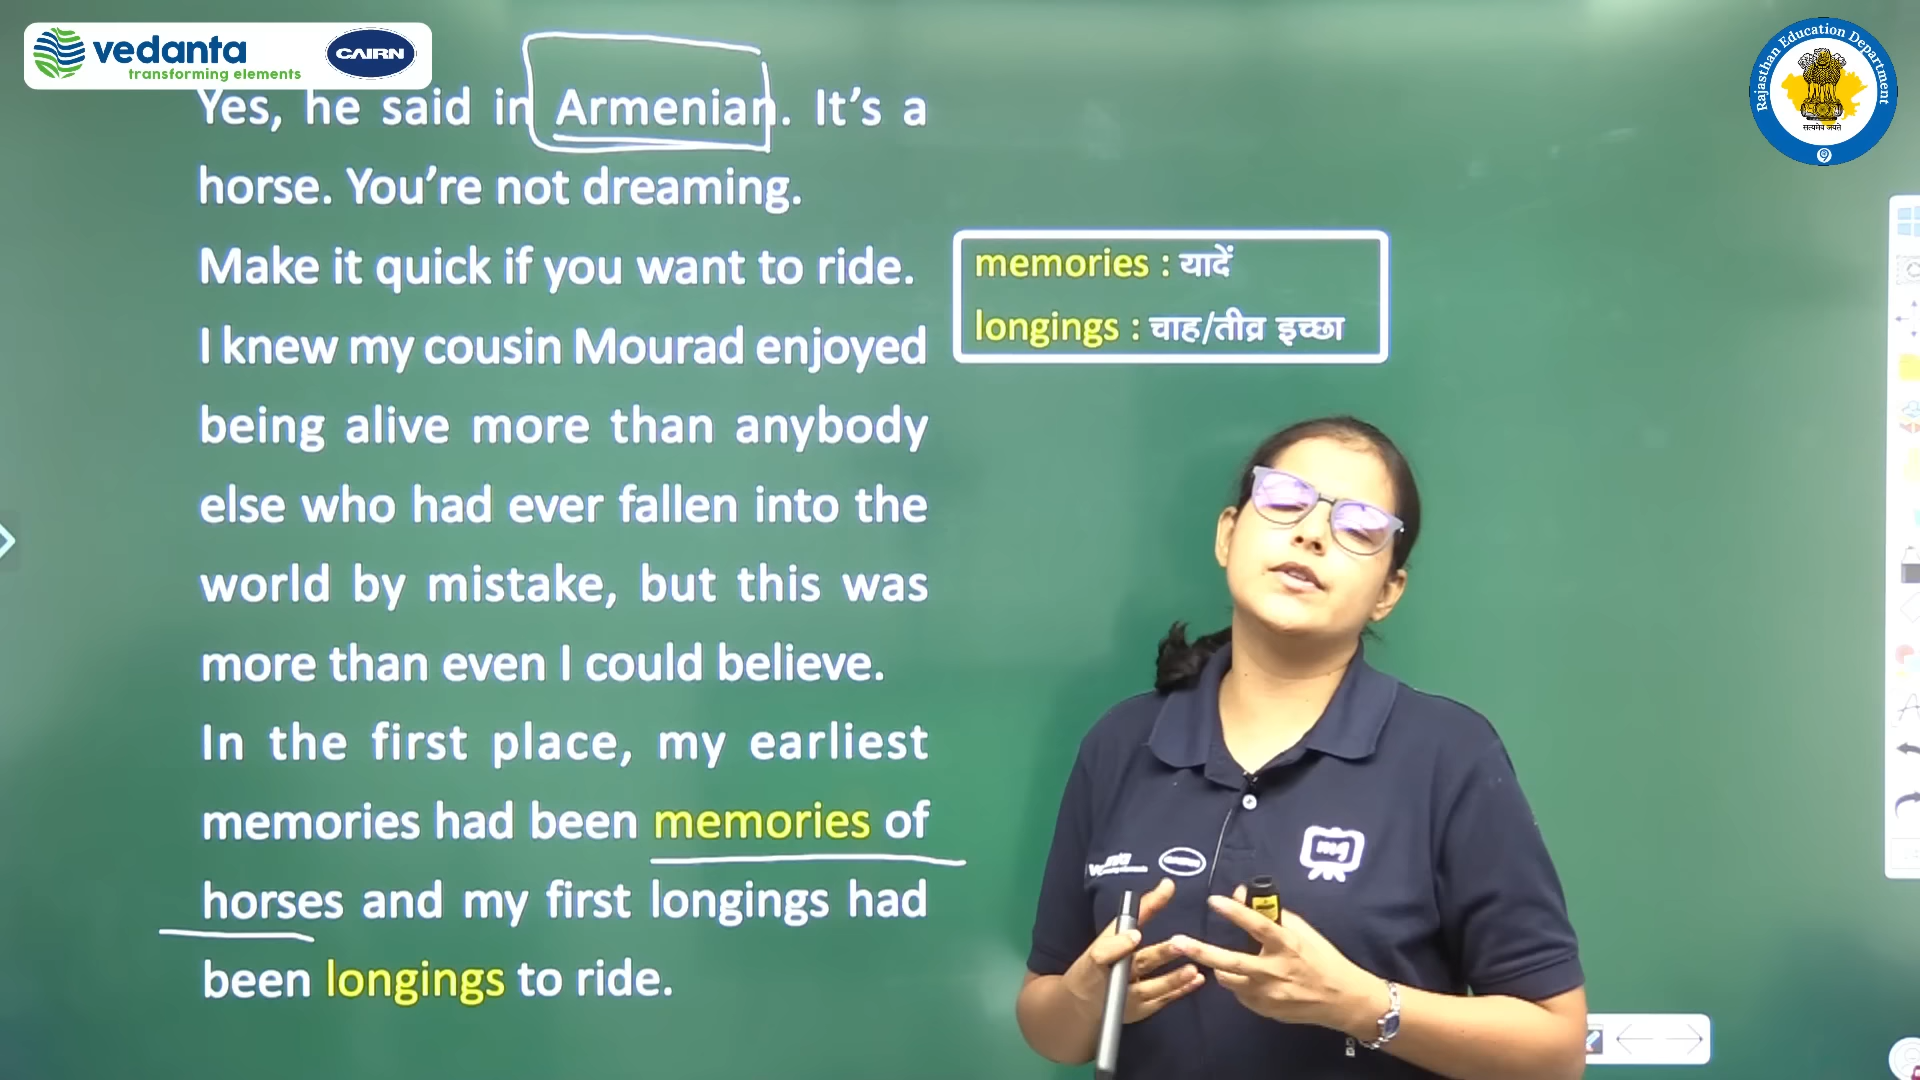 vedanta
transforming elements
CAIRN
Rajasthan Education Department
सत्यमेव जयते
Yes, he said in Armenian. It’s a
horse. You’re not dreaming.
Make it quick if you want to ride.
I knew my cousin Mourad enjoyed
being alive more than anybody
else who had ever fallen into the
world by mistake, but this was
more than even I could believe.
In the first place, my earliest
memories had been memories of
horses and my first longings had
been longings to ride.
memories : यादें
longings : चाह/तीव्र इच्छा